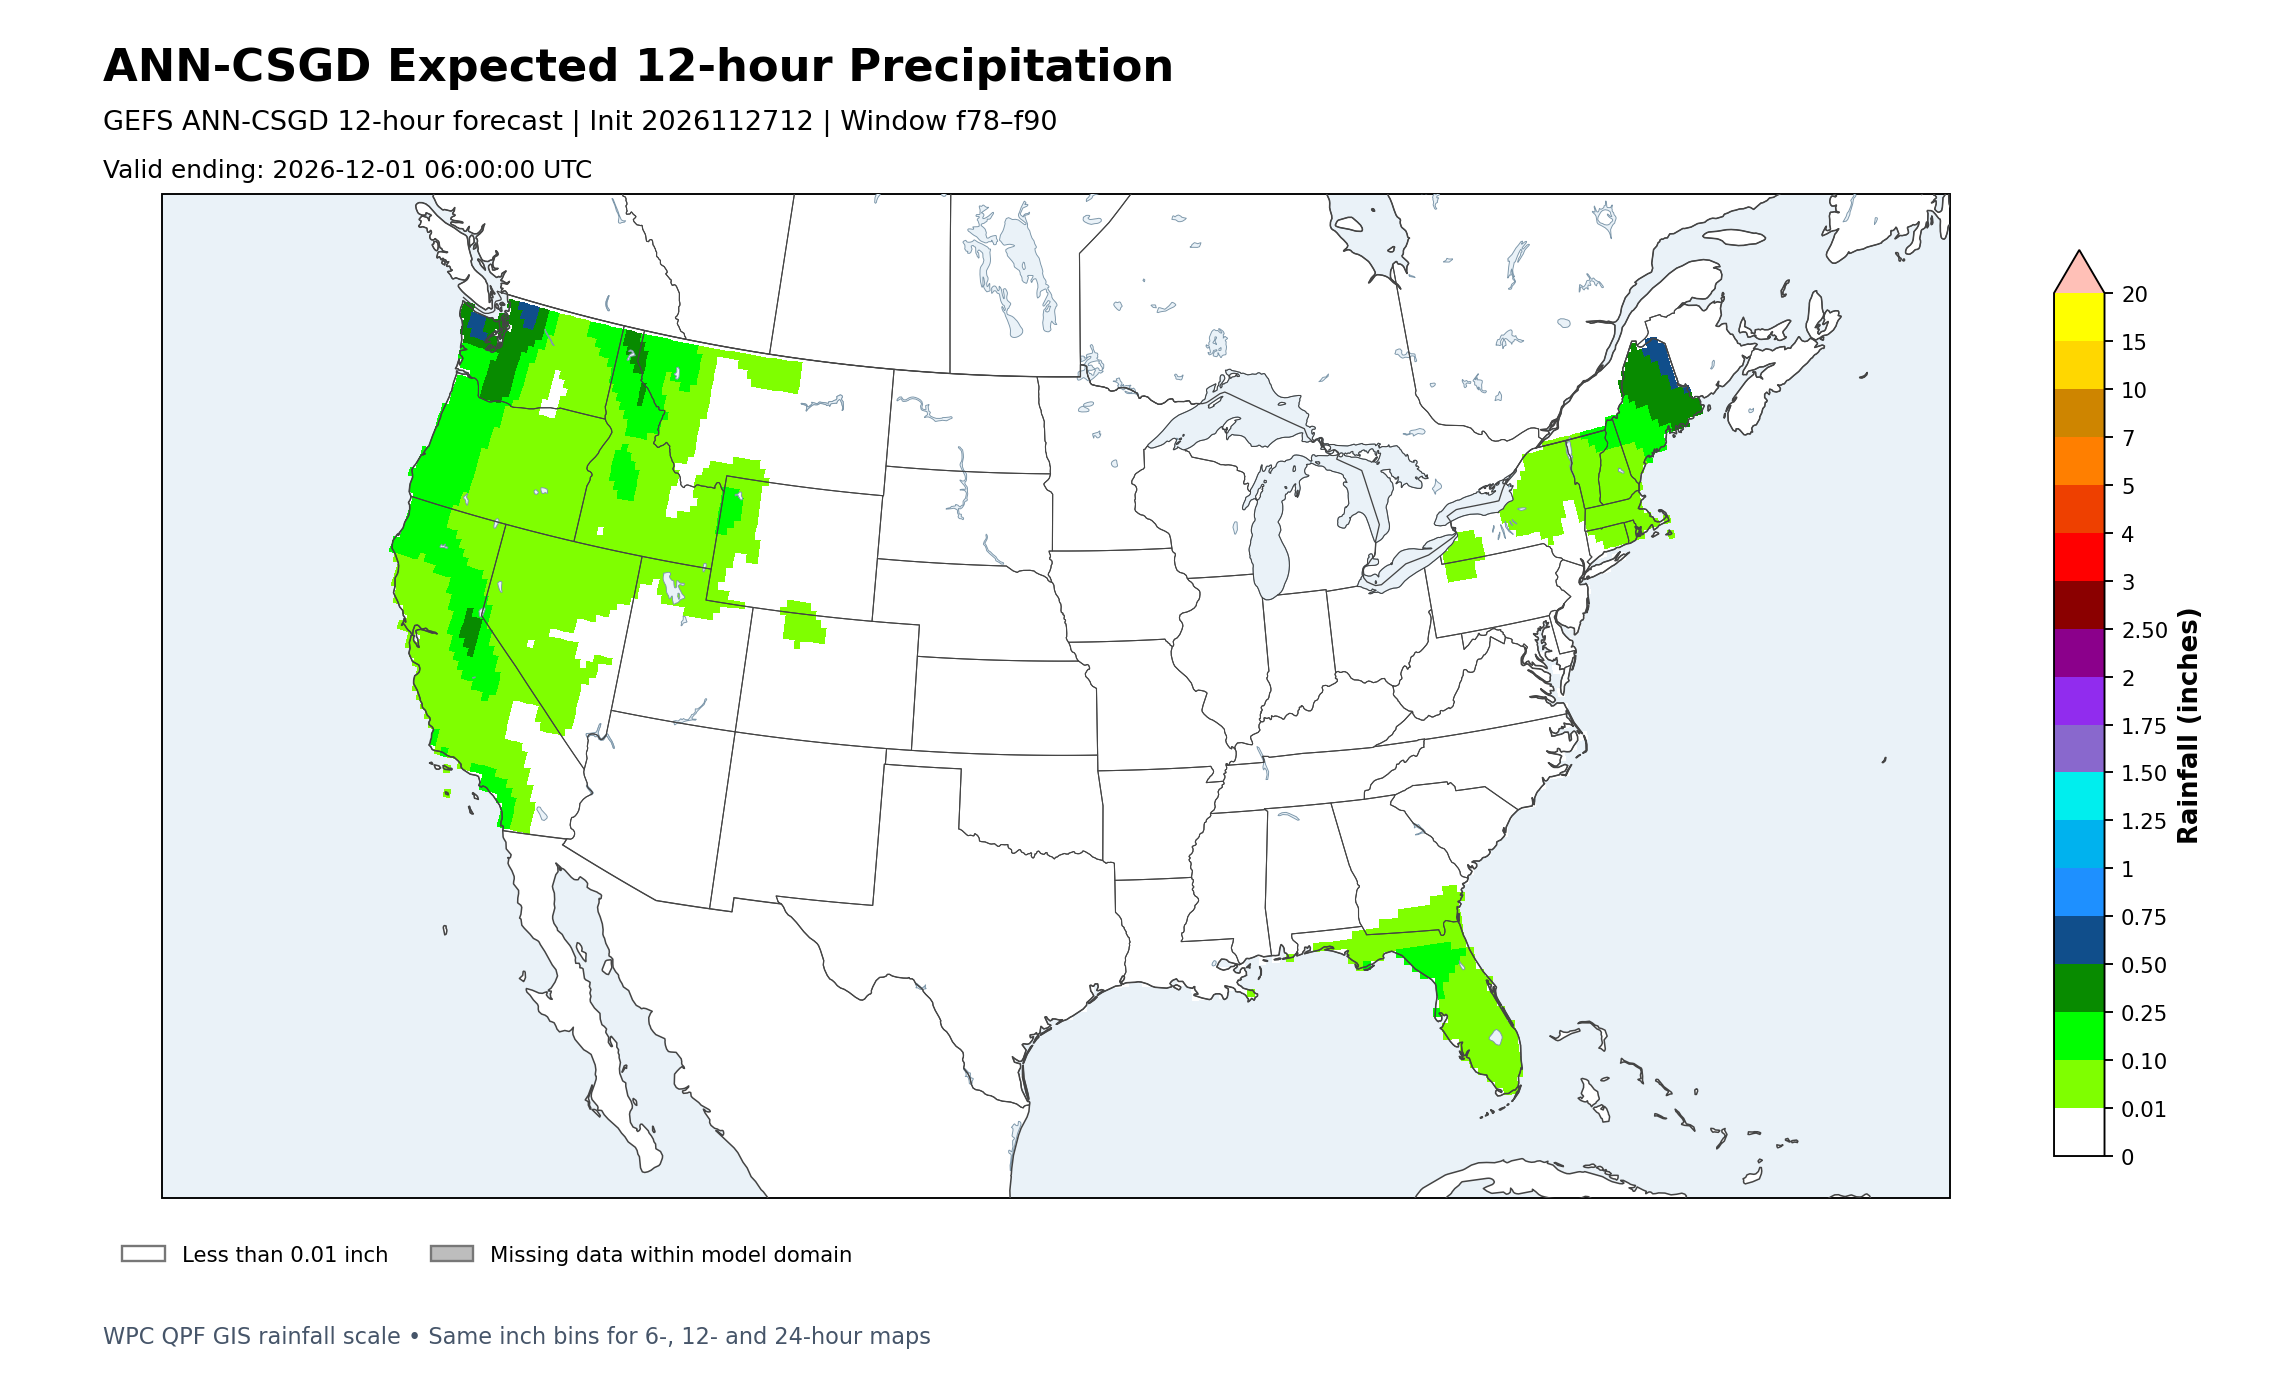 ANN-CSGD Expected 12-hour Precipitation
GEFS ANN-CSGD 12-hour forecast | Init 2026112712 | Window f78–f90
Valid ending: 2026-12-01 06:00:00 UTC
20
15
10
7
5
4
3
2.50
2
1.75
1.50
1.25
1
0.75
0.50
0.25
0.10
0.01
0
Rainfall (inches)
Less than 0.01 inch
Missing data within model domain
WPC QPF GIS rainfall scale • Same inch bins for 6-, 12- and 24-hour maps